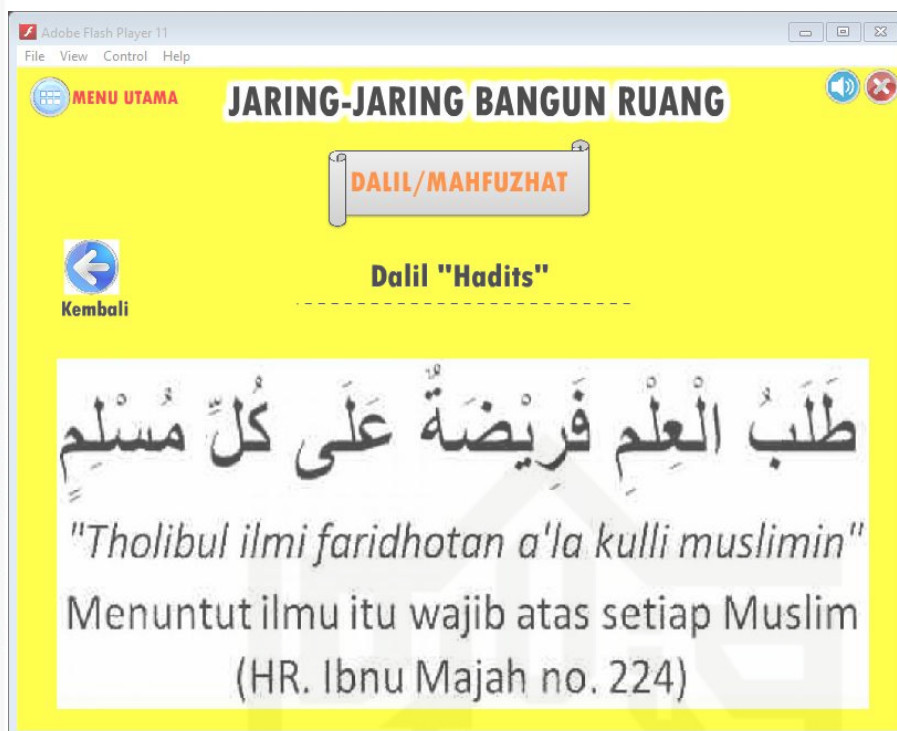 Adobe Flash Player 11
File View Control Help
MENU UTAMA
JARING-JARING BANGUN RUANG
DALIL/MAHFUZHAT
Kembali
Dalil "Hadits"
طَلَبُ الْعِلْمِ فَرِيْضَةٌ عَلَى كُلِّ مُسْلِمٍ
"Tholibul ilmi faridhotan a'la kulli muslimin"
Menuntut ilmu itu wajib atas setiap Muslim
(HR. Ibnu Majah no. 224)